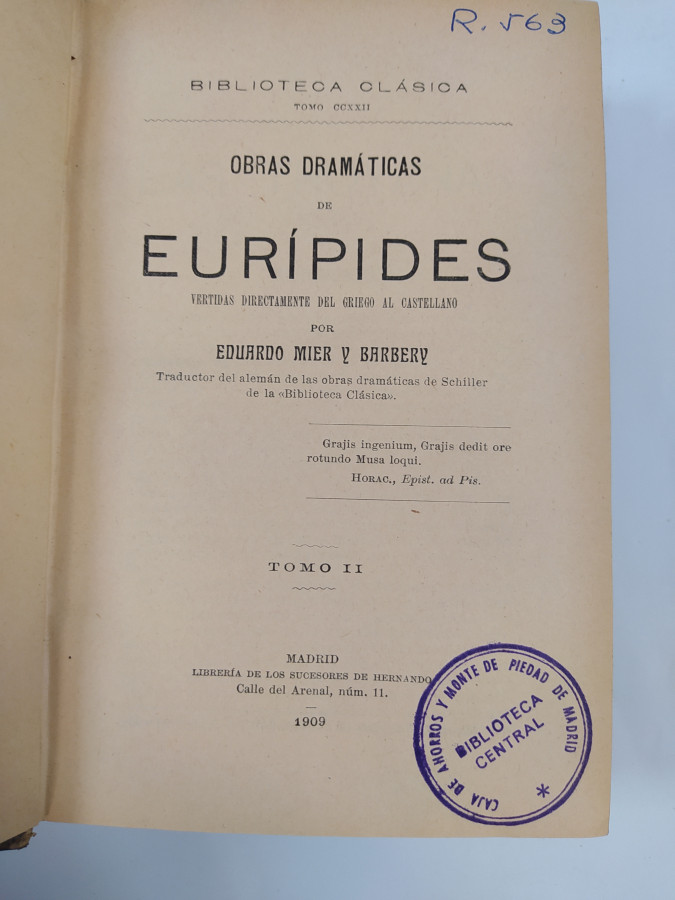 R. 563
BIBLIOTECA CLÁSICA
TOMO CCXXII
OBRAS DRAMÁTICAS
DE
EURÍPIDES
VERTIDAS DIRECTAMENTE DEL GRIEGO AL CASTELLANO
POR
EDUARDO MIER Y BARBERY
Traductor del alemán de las obras dramáticas de Schiller
de la «Biblioteca Clásica».
Grajis ingenium, Grajis dedit ore
rotundo Musa loqui.
HORAC., Epist. ad Pis.
TOMO II
MADRID
LIBRERÍA DE LOS SUCESORES DE HERNANDO
Calle del Arenal, núm. 11.
1909
CAJA DE AHORROS Y MONTE DE PIEDAD DE MADRID
BIBLIOTECA
CENTRAL
*